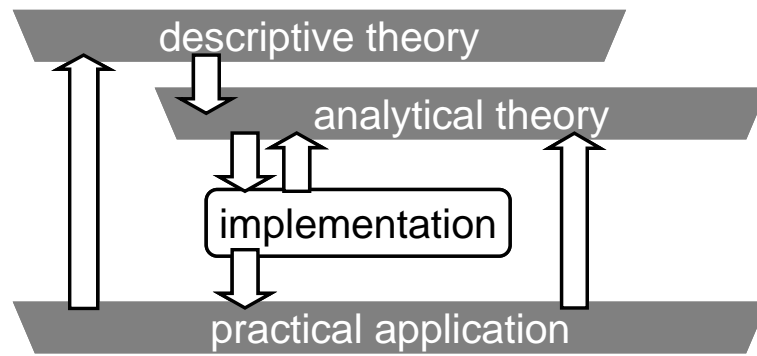 descriptive theory
analytical theory
implementation
practical application